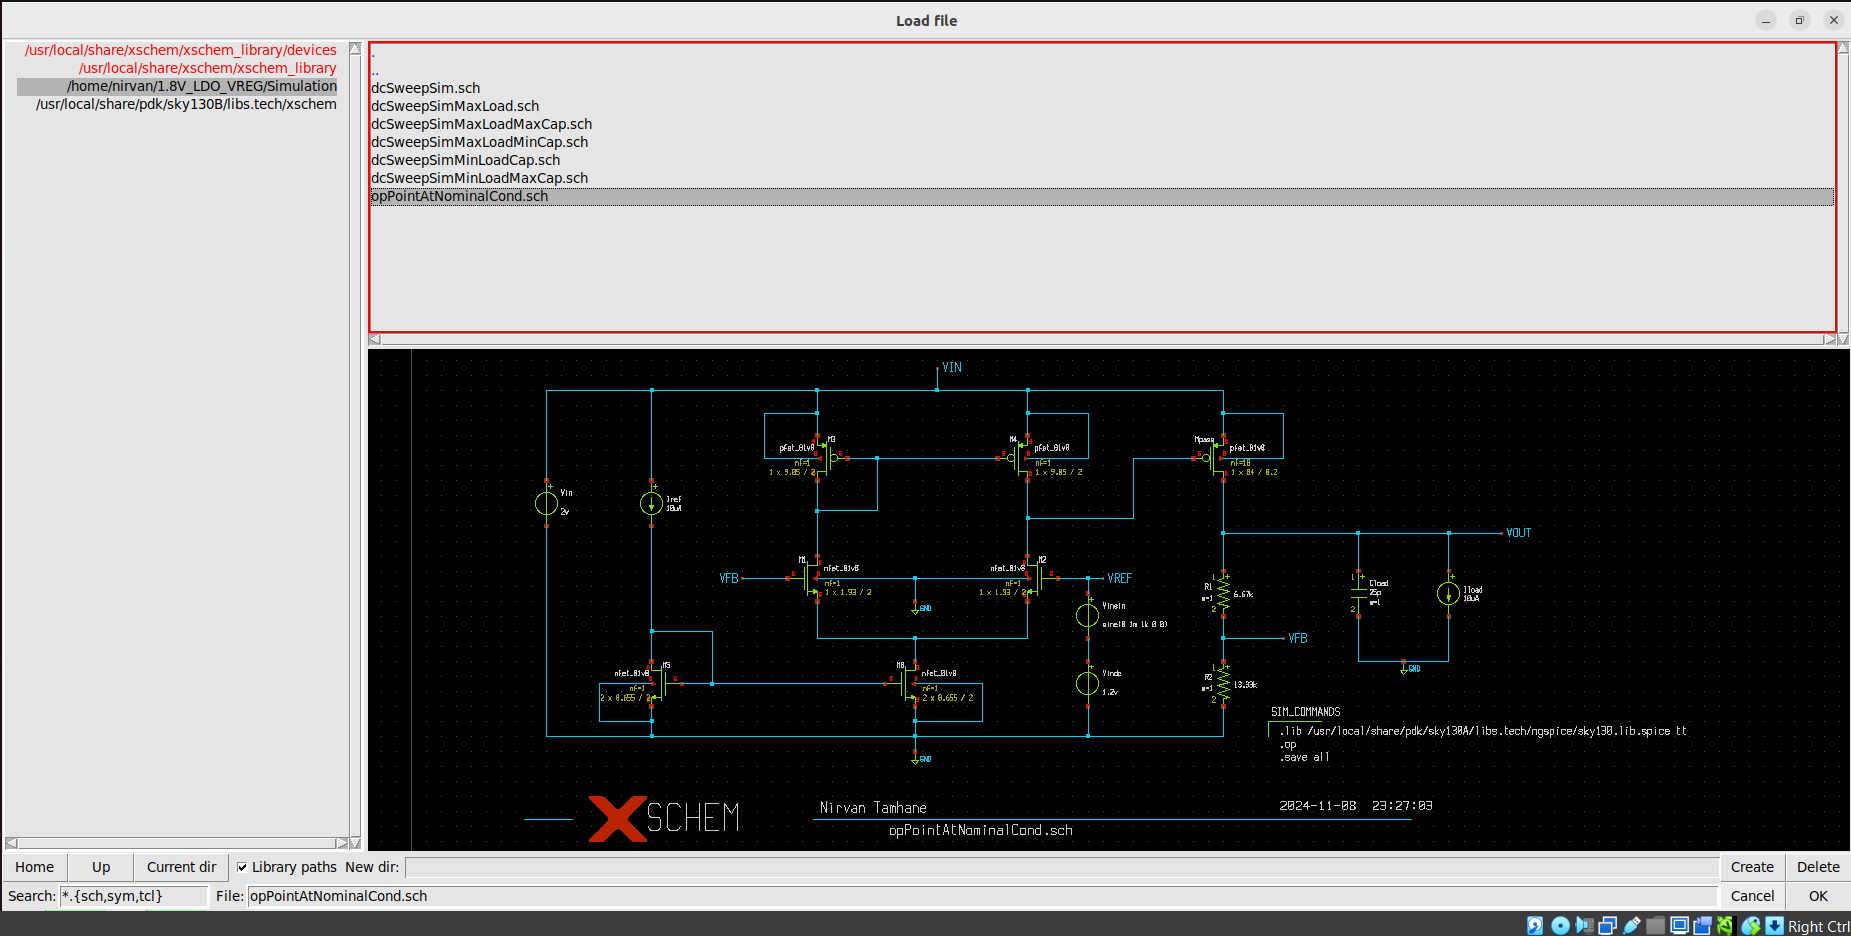 Load file
/usr/local/share/xschem/xschem_library/devices
/usr/local/share/xschem/xschem_library
/home/nirvan/1.8V_LDO_VREG/Simulation
/usr/local/share/pdk/sky130B/libs.tech/xschem
.
..
dcSweepSim.sch
dcSweepSimMaxLoad.sch
dcSweepSimMaxLoadMaxCap.sch
dcSweepSimMaxLoadMinCap.sch
dcSweepSimMinLoadCap.sch
dcSweepSimMinLoadMaxCap.sch
opPointAtNominalCond.sch
VIN
M3
pfet_01v8
nf=1
1 x 9.85 / 2
M4
pfet_01v8
nf=1
1 x 9.85 / 2
Mpass
pfet_01v8
nf=10
1 x 84 / 0.2
Vin
2v
Iref
10uA
VOUT
M1
nfet_01v8
nf=1
1 x 1.93 / 2
VFB
M2
nfet_01v8
nf=1
1 x 1.93 / 2
VREF
GND
Vinsin
sine(0 1m 1k 0 0)
R1
m=1
6.67k
Cload
25p
m=1
Iload
10uA
VFB
GND
M5
nfet_01v8
nf=1
2 x 0.655 / 2
M6
nfet_01v8
nf=1
2 x 0.655 / 2
Vindc
1.2v
R2
m=1
13.33k
GND
SIM_COMMANDS
.lib /usr/local/share/pdk/sky130A/libs.tech/ngspice/sky130.lib.spice tt
.op
.save all
XSCHEM
Nirvan Tamhane
2024-11-08 23:27:03
opPointAtNominalCond.sch
Home Up Current dir Library paths New dir: Create Delete
Search: *.{sch,sym,tcl} File: opPointAtNominalCond.sch Cancel OK
Right Ctrl